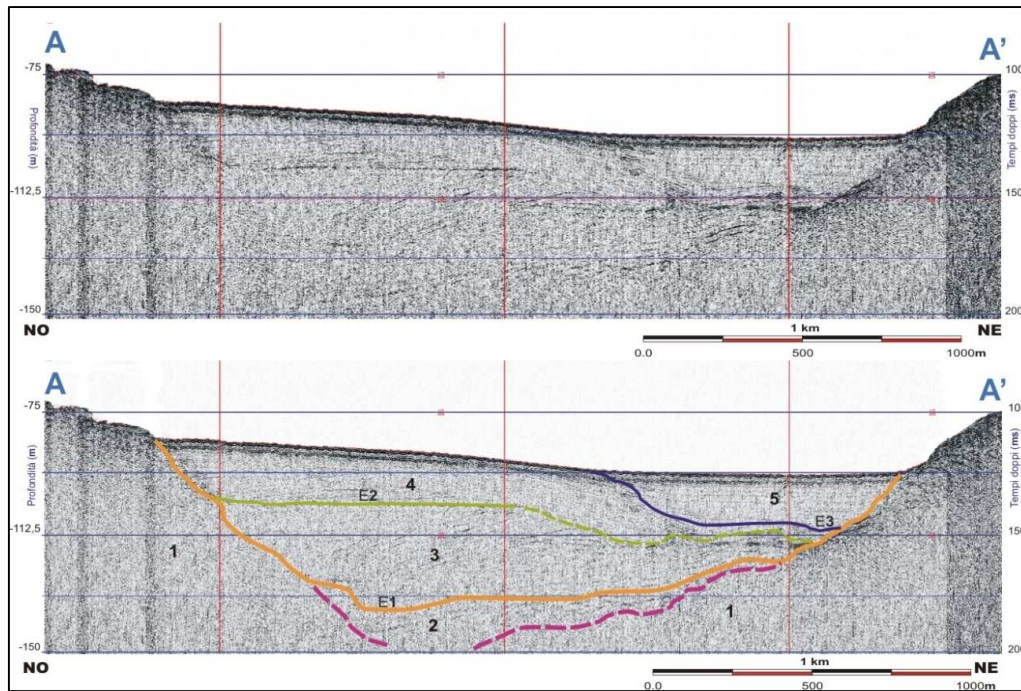 A A'
-75 100
Profondità (m) Tempi doppi (ms)
-112,5 150
-150 200
NO NE
1 km
0.0 500 1000m
A A'
-75 10
Profondità (m) Tempi doppi (ms)
4 5
E2
E3
-112,5 150
1 3
E1
2 1
-150 200
NO NE
1 km
0.0 500 1000m